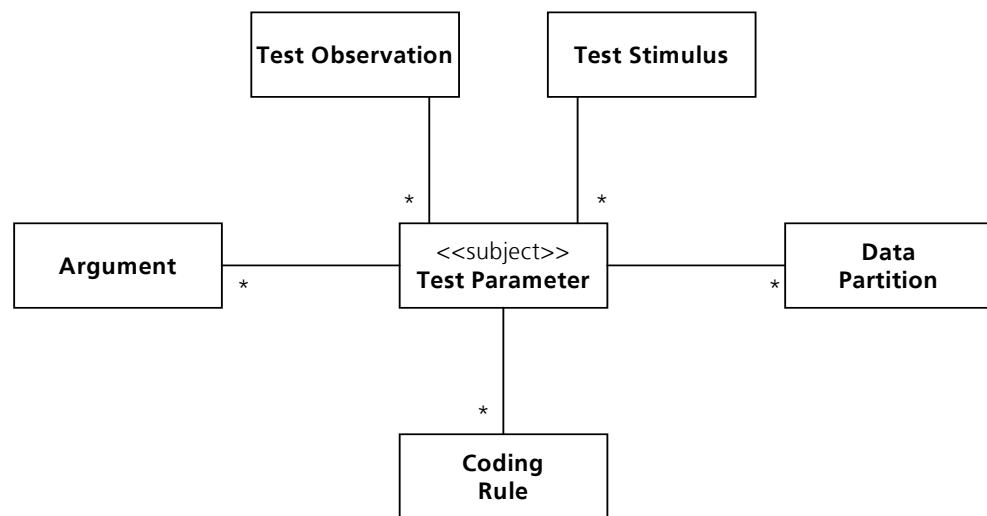 Test Observation
Test Stimulus
*
*
Argument
<<subject>>
Test Parameter
Data
Partition
*
*
*
Coding
Rule